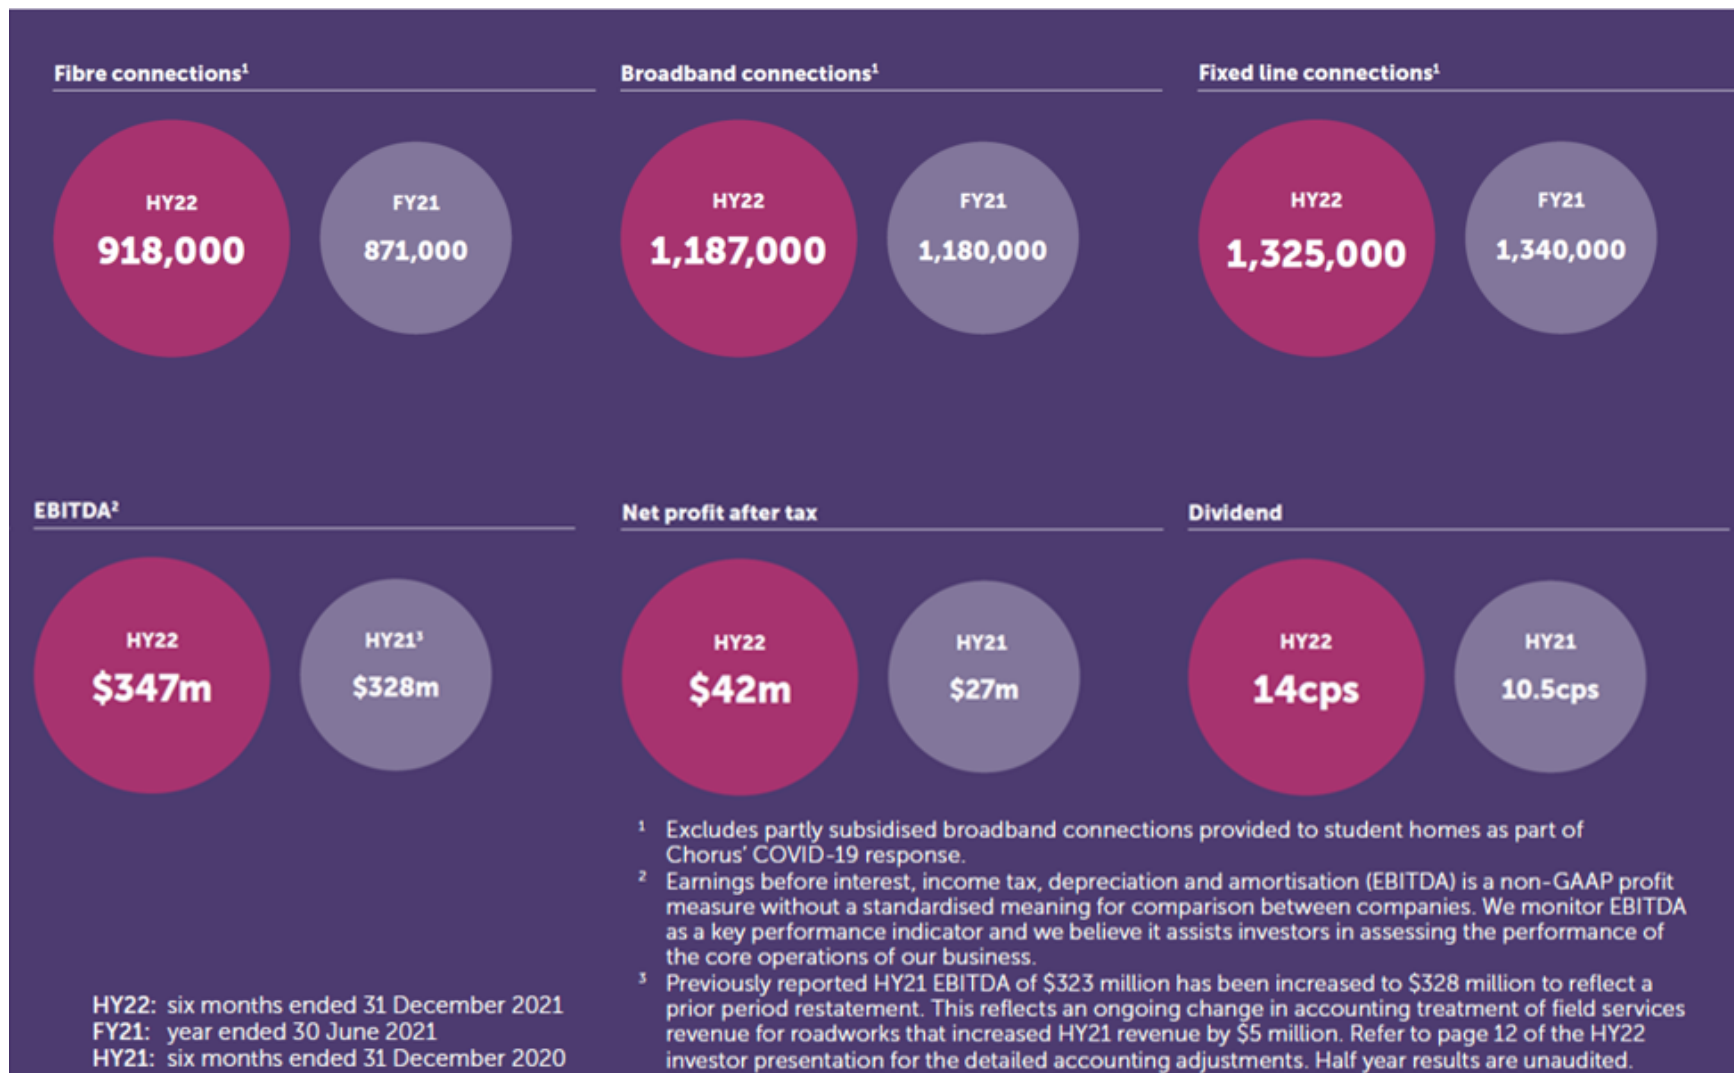 Fibre connections¹
HY22
918,000
FY21
871,000
Broadband connections¹
HY22
1,187,000
FY21
1,180,000
Fixed line connections¹
HY22
1,325,000
FY21
1,340,000
EBITDA²
HY22
$347m
HY21³
$328m
Net profit after tax
HY22
$42m
HY21
$27m
Dividend
HY22
14cps
HY21
10.5cps
¹ Excludes partly subsidised broadband connections provided to student homes as part of
Chorus’ COVID-19 response.
² Earnings before interest, income tax, depreciation and amortisation (EBITDA) is a non-GAAP profit
measure without a standardised meaning for comparison between companies. We monitor EBITDA
as a key performance indicator and we believe it assists investors in assessing the performance of
the core operations of our business.
³ Previously reported HY21 EBITDA of $323 million has been increased to $328 million to reflect a
prior period restatement. This reflects an ongoing change in accounting treatment of field services
revenue for roadworks that increased HY21 revenue by $5 million. Refer to page 12 of the HY22
investor presentation for the detailed accounting adjustments. Half year results are unaudited.
HY22: six months ended 31 December 2021
FY21: year ended 30 June 2021
HY21: six months ended 31 December 2020